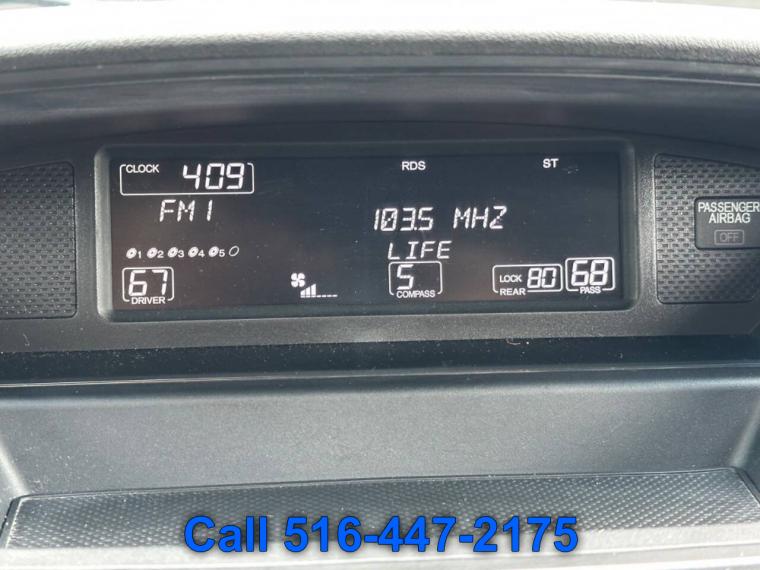 CLOCK 409
RDS
ST
FM1
103.5 MHZ
LIFE
1 2 3 4 5
67
DRIVER
S
COMPASS
LOCK 80
REAR
68
PASS
PASSENGER
AIRBAG
OFF
Call 516-447-2175